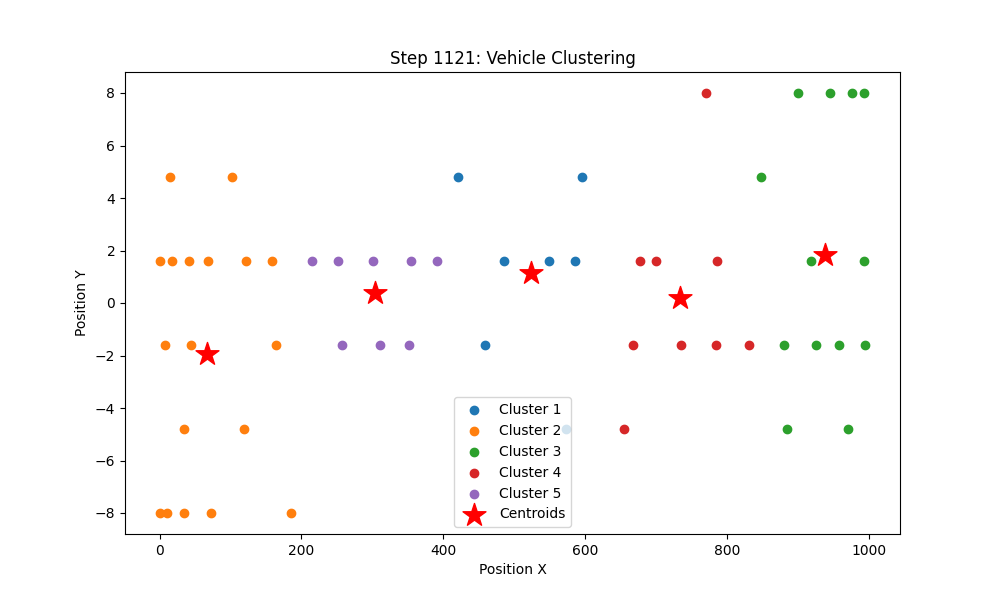 Step 1121: Vehicle Clustering
Position Y
8
6
4
2
0
−2
−4
−6
−8
Cluster 1
Cluster 2
Cluster 3
Cluster 4
Cluster 5
Centroids
0
200
400
600
800
1000
Position X